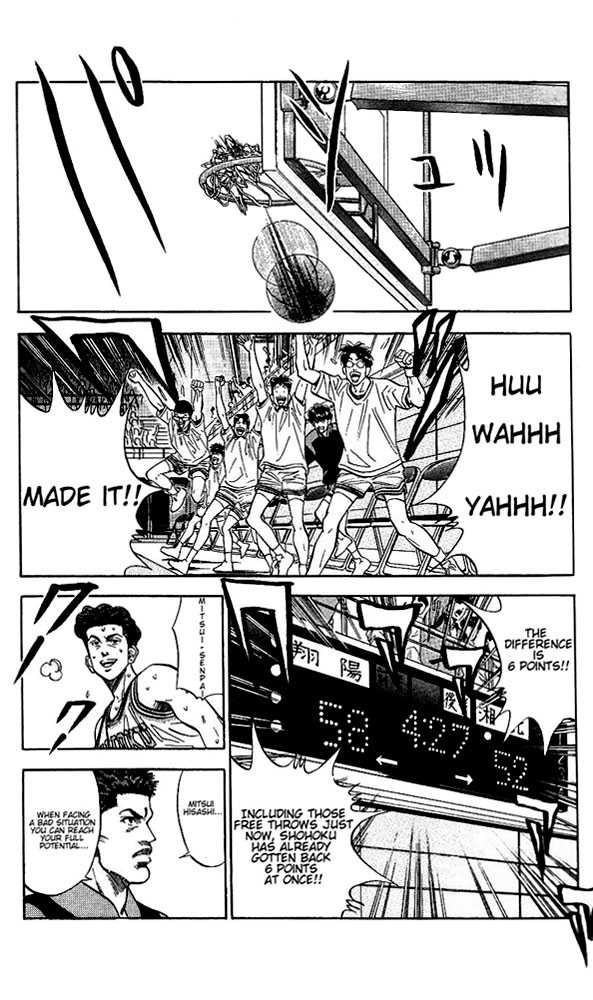 パ
シュッ
HUU
WAHHH
YAHHH!!
MADE IT!!
THE
DIFFERENCE
IS
6 POINTS!!
翔陽
湘北
58 4:27 52
INCLUDING THOSE
FREE THROWS JUST
NOW, SHOHOKU
HAS ALREADY
GOTTEN BACK
6 POINTS
AT ONCE!!
MITSUI-SENPAI
MITSUI
HISASHI...
WHEN FACING
A BAD SITUATION
YOU CAN REACH
YOUR FULL
POTENTIAL...